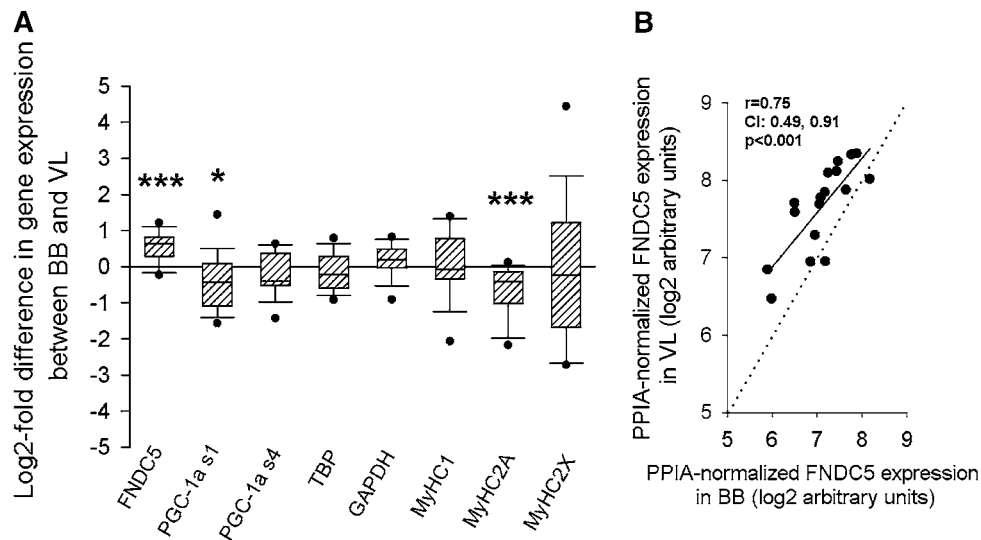 A
Log2-fold difference in gene expression
between BB and VL
5
4
3
2
1
0
-1
-2
-3
-4
-5
***
*
***
FNDC5
PGC-1a s1
PGC-1a s4
TBP
GAPDH
MyHC1
MyHC2A
MyHC2X
B
PPIA-normalized FNDC5 expression
in VL (log2 arbitrary units)
9
8
7
6
5
r=0.75
CI: 0.49, 0.91
p<0.001
5 6 7 8 9
PPIA-normalized FNDC5 expression
in BB (log2 arbitrary units)